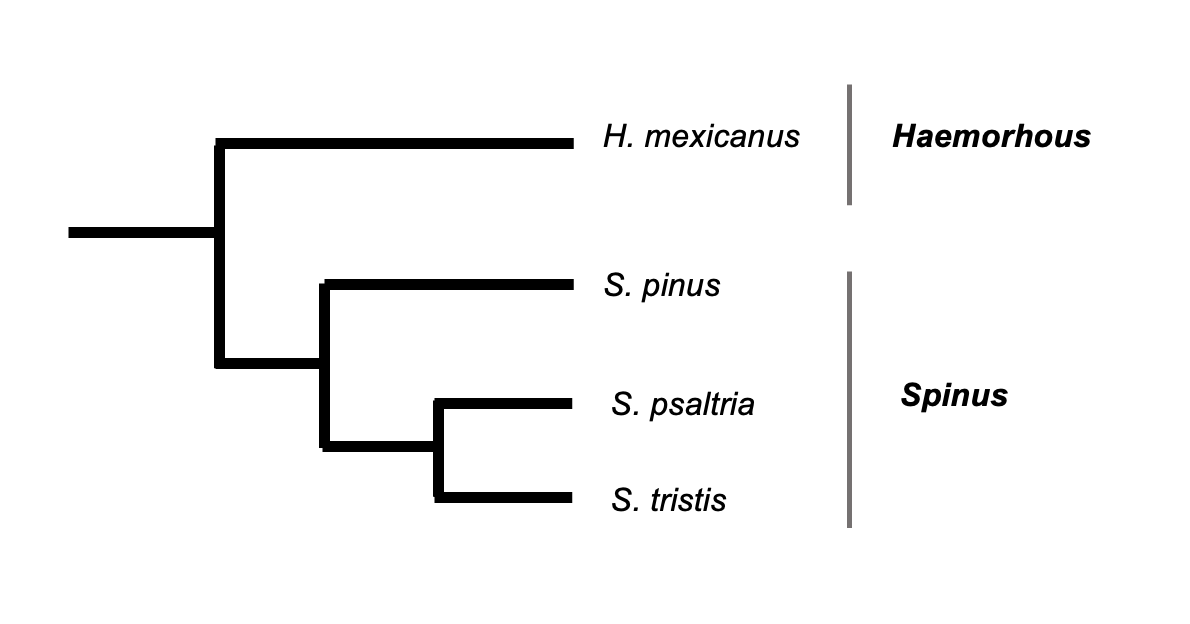 H. mexicanus
Haemorhous
S. pinus
S. psaltria
Spinus
S. tristis